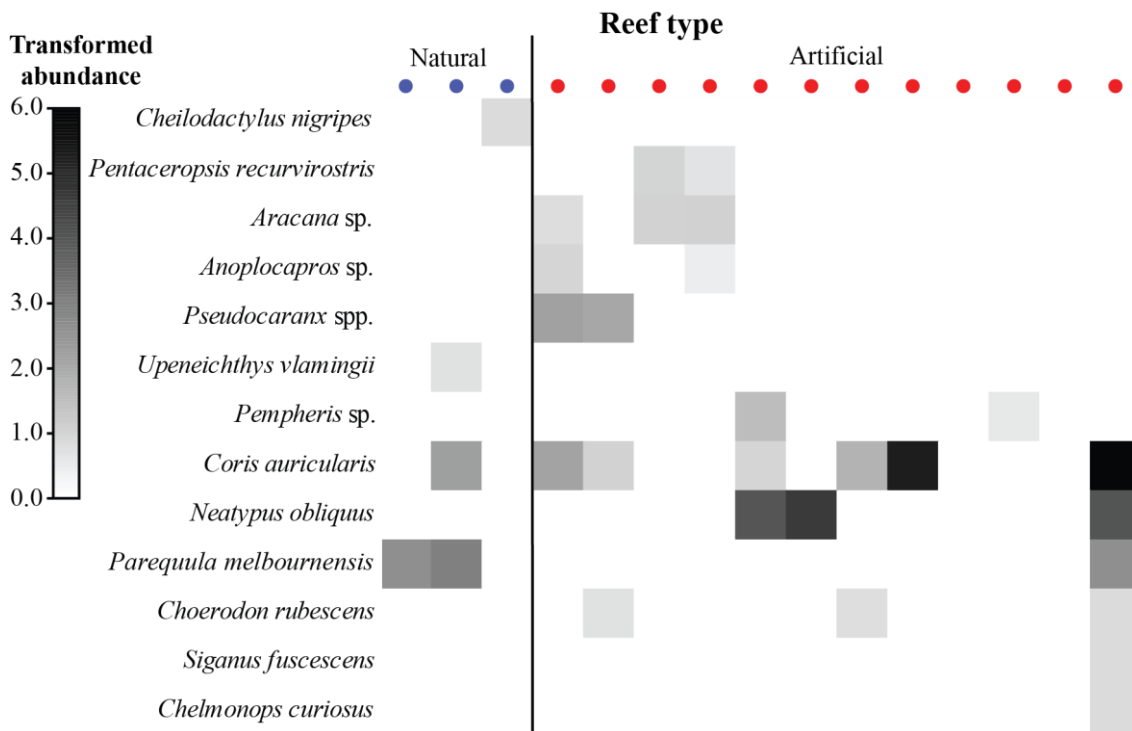 Reef type
Transformed
abundance
Natural
Artificial
6.0
5.0
4.0
3.0
2.0
1.0
0.0
Cheilodactylus nigripes
Pentaceropsis recurvirostris
Aracana sp.
Anoplocapros sp.
Pseudocaranx spp.
Upeneichthys vlamingii
Pempheris sp.
Coris auricularis
Neatypus obliquus
Parequula melbournensis
Choerodon rubescens
Siganus fuscescens
Chelmonops curiosus